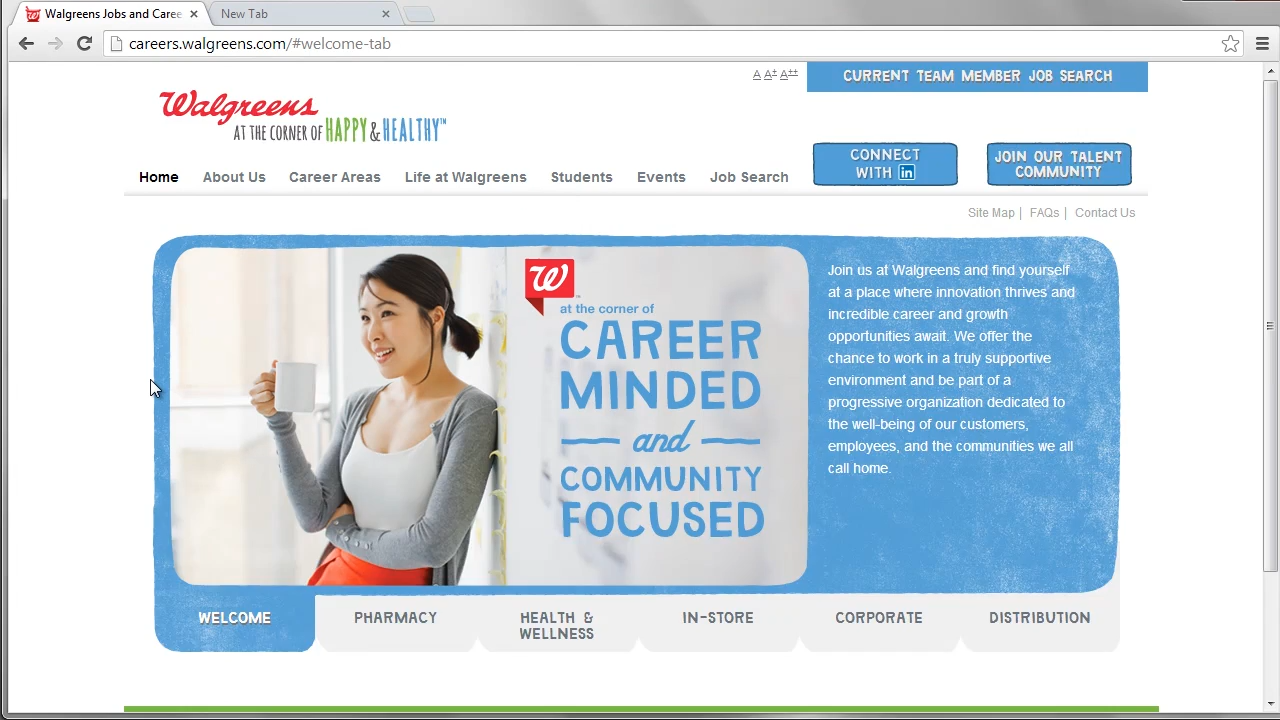 Walgreens Jobs and Caree
New Tab
careers.walgreens.com/#welcome-tab
A A+ A++
CURRENT TEAM MEMBER JOB SEARCH
Walgreens
AT THE CORNER OF HAPPY & HEALTHY™
CONNECT
WITH in
JOIN OUR TALENT
COMMUNITY
Home About Us Career Areas Life at Walgreens Students Events Job Search
Site Map | FAQs | Contact Us
W
at the corner of
CAREER
MINDED
and
COMMUNITY
FOCUSED
Join us at Walgreens and find yourself
at a place where innovation thrives and
incredible career and growth
opportunities await. We offer the
chance to work in a truly supportive
environment and be part of a
progressive organization dedicated to
the well-being of our customers,
employees, and the communities we all
call home.
WELCOME
PHARMACY
HEALTH &
WELLNESS
IN-STORE
CORPORATE
DISTRIBUTION